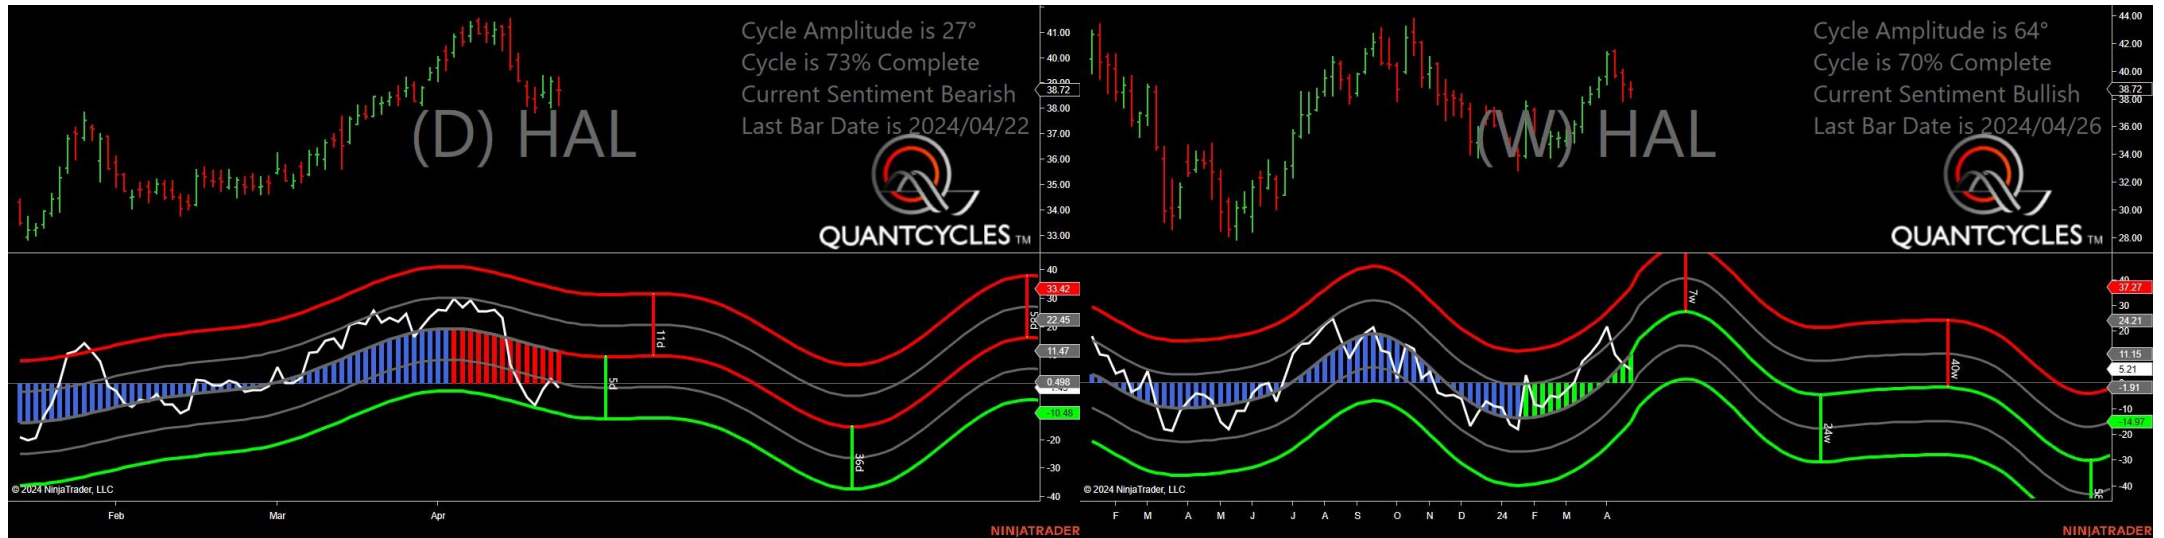 Cycle Amplitude is 27°
Cycle is 73% Complete
Current Sentiment Bearish
Last Bar Date is 2024/04/22
(D) HAL
QUANTCYCLES TM
41.00
40.00
39.00
38.72
38.00
37.00
36.00
35.00
34.00
33.00
40
33.42
30
22.45
20
11.47
0.498
-10.48
-20
-30
-40
11d
5d
36d
58d
© 2024 NinjaTrader, LLC
Feb Mar Apr
NINJATRADER
Cycle Amplitude is 64°
Cycle is 70% Complete
Current Sentiment Bullish
Last Bar Date is 2024/04/26
(W) HAL
QUANTCYCLES TM
44.00
42.00
40.00
38.72
38.00
36.00
34.00
32.00
30.00
28.00
40
37.27
30
24.21
20
11.15
5.21
-1.91
-10
-14.97
-20
-30
-40
7w
40w
24w
© 2024 NinjaTrader, LLC
F M A M J J A S O N D 24 F M A
NINJATRADER